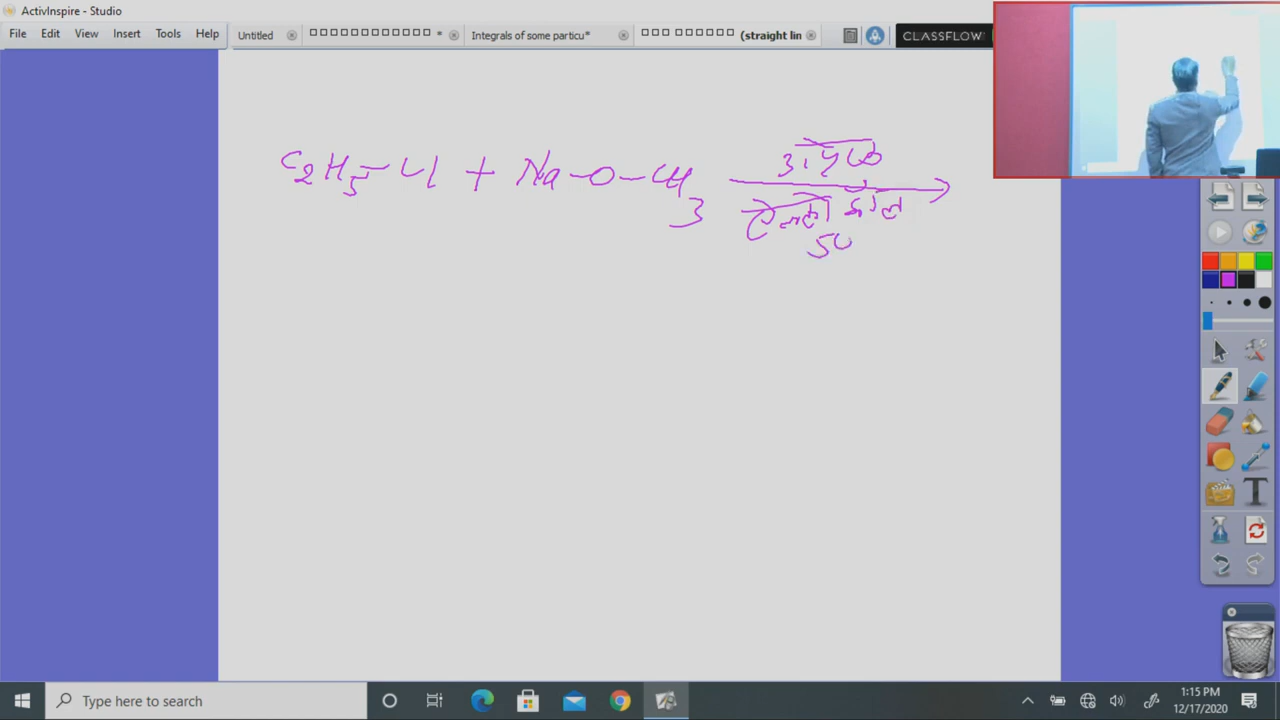 ActivInspire - Studio
File Edit View Insert Tools Help
Untitled
□□□□□□□□□□□□ *
Integrals of some particu*
□□□ □□□□□□□ (straight lin
CLASSFLOW
C₂H₅-Cl + Na-O-CH₃
Type here to search
1:15 PM
12/17/2020